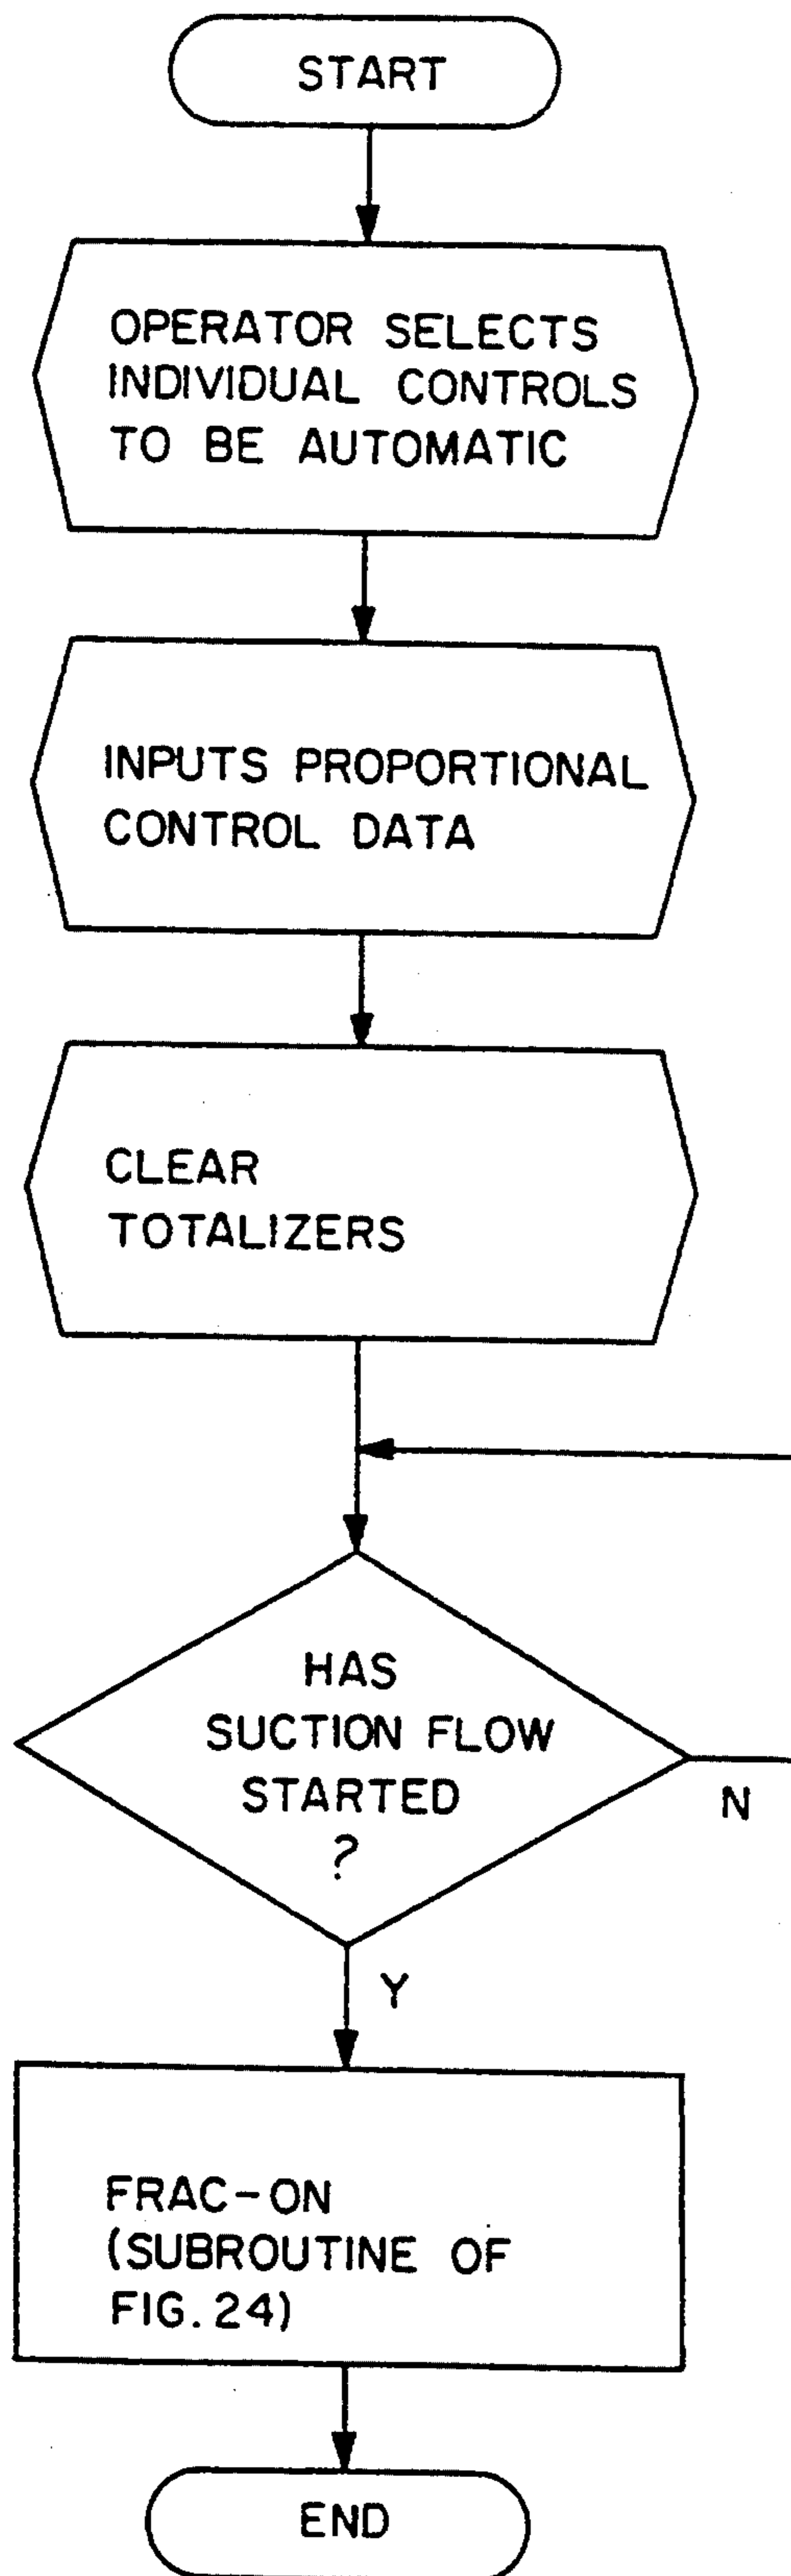 START
OPERATOR SELECTS
INDIVIDUAL CONTROLS
TO BE AUTOMATIC
INPUTS PROPORTIONAL
CONTROL DATA
CLEAR
TOTALIZERS
HAS
SUCTION FLOW
STARTED
?
N
Y
FRAC-ON
(SUBROUTINE OF
FIG. 24)
END